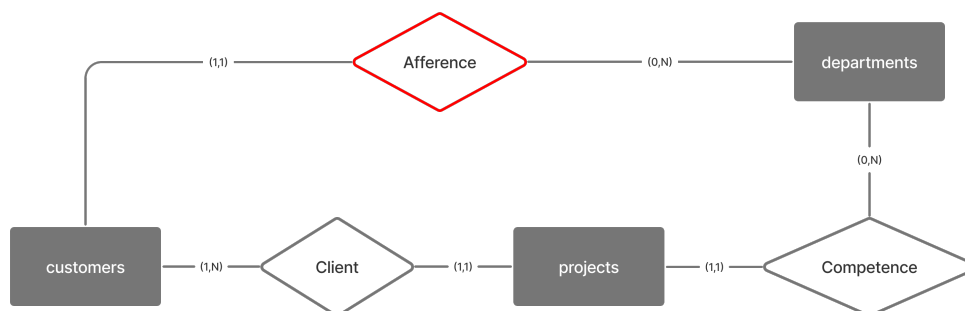 Afference
(1,1)
(0,N)
departments
(0,N)
customers
(1,N)
Client
(1,1)
projects
(1,1)
Competence